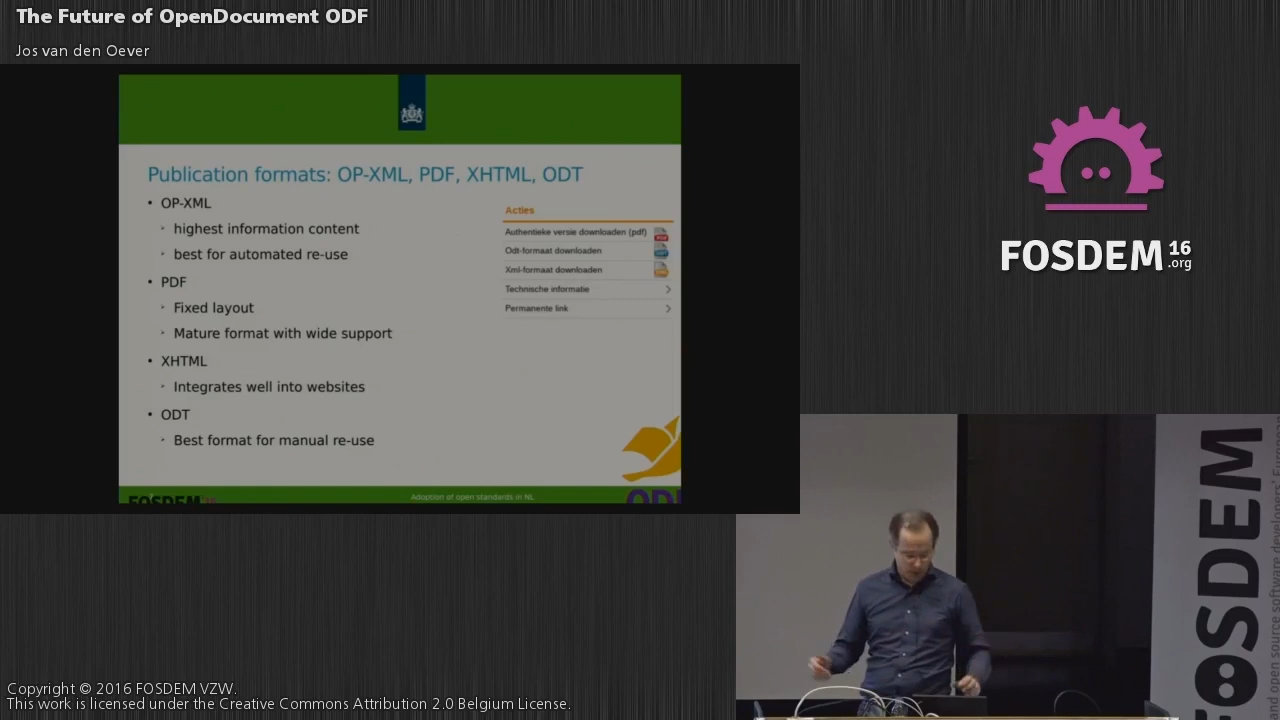 The Future of OpenDocument ODF
Jos van den Oever
Publication formats: OP-XML, PDF, XHTML, ODT
• OP-XML
highest information content
best for automated re-use
• PDF
Fixed layout
Mature format with wide support
• XHTML
Integrates well into websites
• ODT
Best format for manual re-use
Acties
Authentieke versie downloaden (pdf)
Odt-formaat downloaden
Xml-formaat downloaden
Technische informatie
Permanente link
FOSDEM
Adoption of open standards in NL
FOSDEM 16
.org
FOSDEM
Copyright © 2016 FOSDEM VZW.
This work is licensed under the Creative Commons Attribution 2.0 Belgium License.